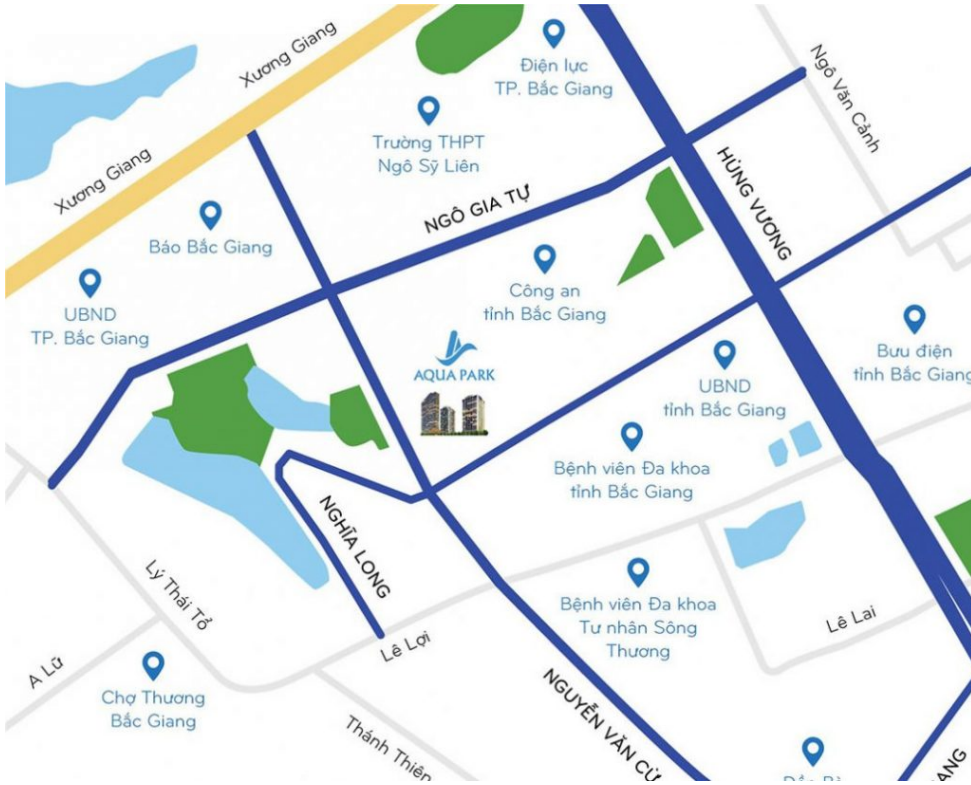 Xương Giang
Điện lực
TP. Bắc Giang
Ngô Văn Cảnh
Trường THPT
Ngô Sỹ Liên
Xương Giang
HÙNG VƯƠNG
NGÔ GIA TỰ
Báo Bắc Giang
Công an
tỉnh Bắc Giang
UBND
TP. Bắc Giang
Bưu điện
tỉnh Bắc Giang
AQUA PARK
UBND
tỉnh Bắc Giang
Bệnh viên Đa khoa
tỉnh Bắc Giang
NGHĨA LONG
Lý Thái Tổ
Bệnh viên Đa khoa
Tư nhân Sông
Thương
Lê Lai
Lê Lợi
A Lữ
Chợ Thương
Bắc Giang
NGUYỄN VĂN CỪ
Thánh Thiên